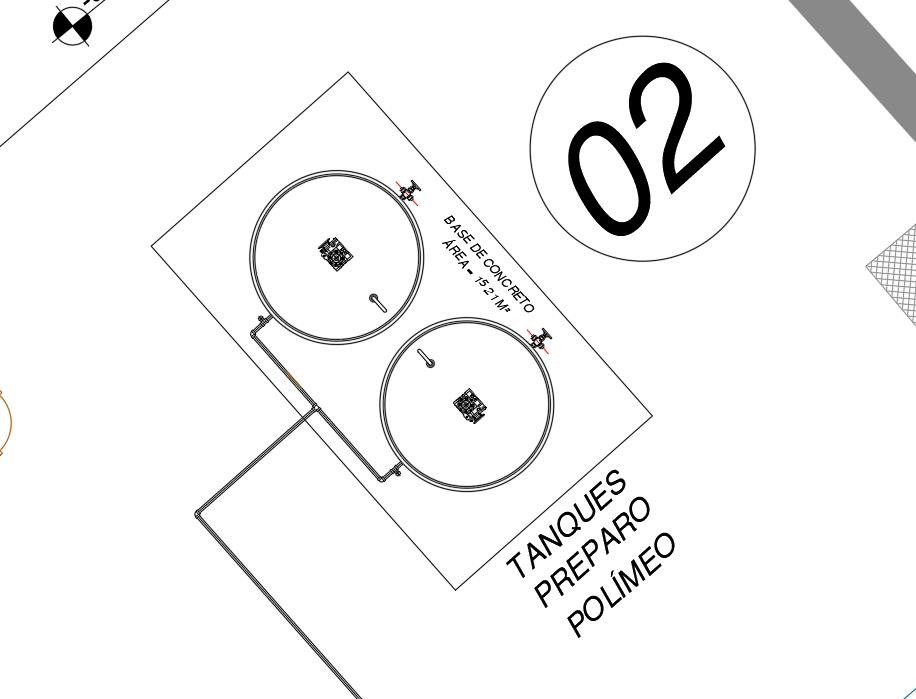 02
BASE DE CONCRETO
ÁREA = 15.21M²
TANQUES
PREPARO
POLÍMEO